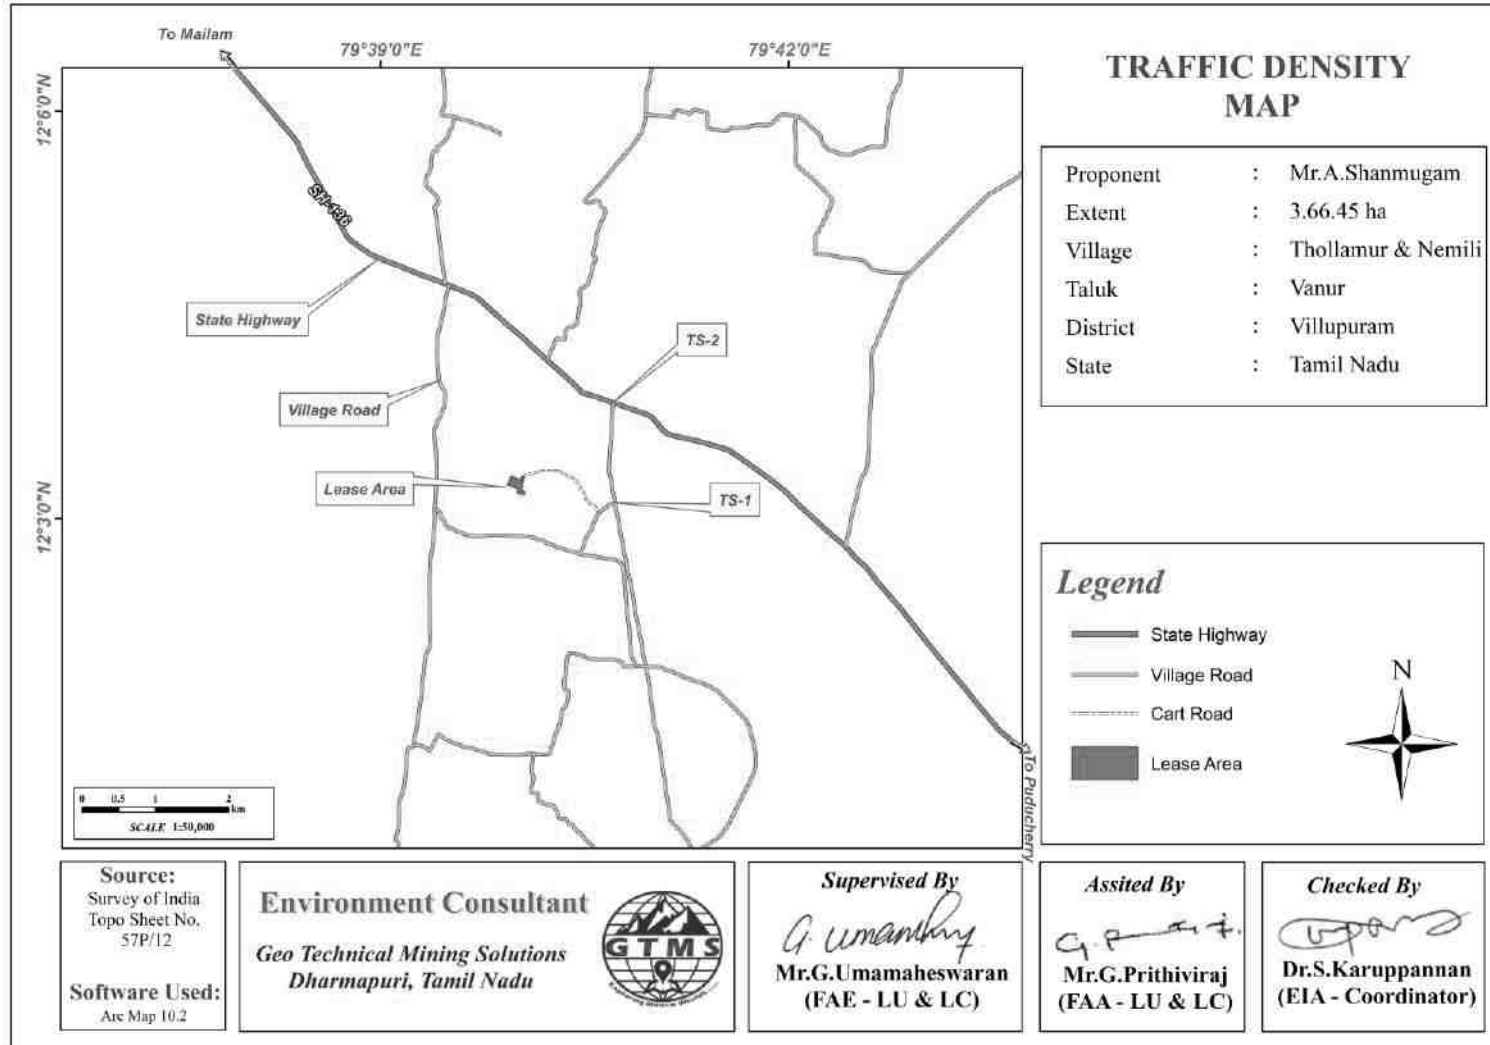 To Mailam
79°39'0"E
79°42'0"E
12°6'0"N
12°3'0"N
SH-136
State Highway
Village Road
Lease Area
TS-2
TS-1
To Puducherry
0 0.5 1 2
km
SCALE 1:50,000
TRAFFIC DENSITY
MAP
Proponent : Mr.A.Shanmugam
Extent : 3.66.45 ha
Village : Thollamur & Nemili
Taluk : Vanur
District : Villupuram
State : Tamil Nadu
Legend
State Highway
Village Road
Cart Road
Lease Area
N
Source:
Survey of India
Topo Sheet No.
57P/12
Software Used:
Arc Map 10.2
Environment Consultant
Geo Technical Mining Solutions
Dharmapuri, Tamil Nadu
GTMS
Supervised By
G. Umamhwy
Mr.G.Umamaheswaran
(FAE - LU & LC)
Assited By
Mr.G.Prithiviraj
(FAA - LU & LC)
Checked By
Dr.S.Karuppannan
(EIA - Coordinator)